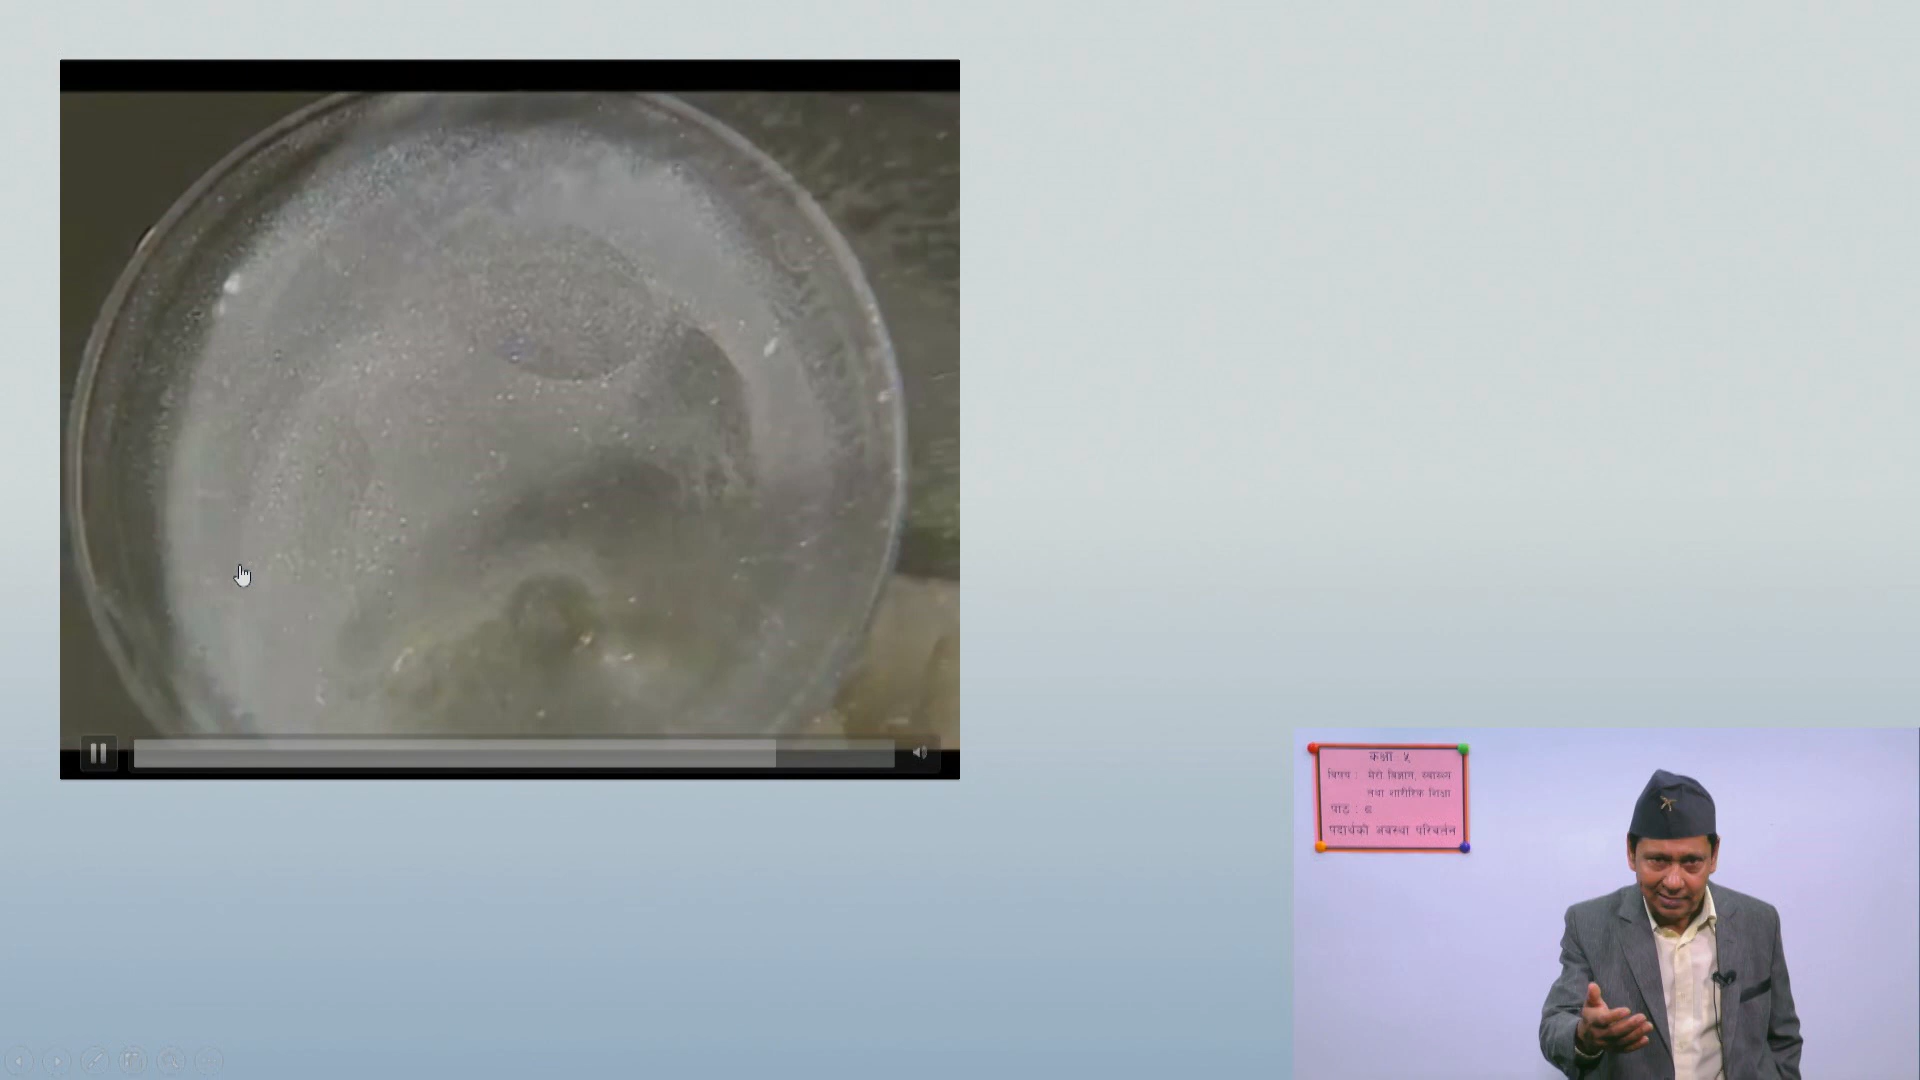 कक्षा ५
विषय : मेरो विज्ञान, स्वास्थ्य
तथा शारीरिक शिक्षा
पाठ : ८
पदार्थको अवस्था परिवर्तन